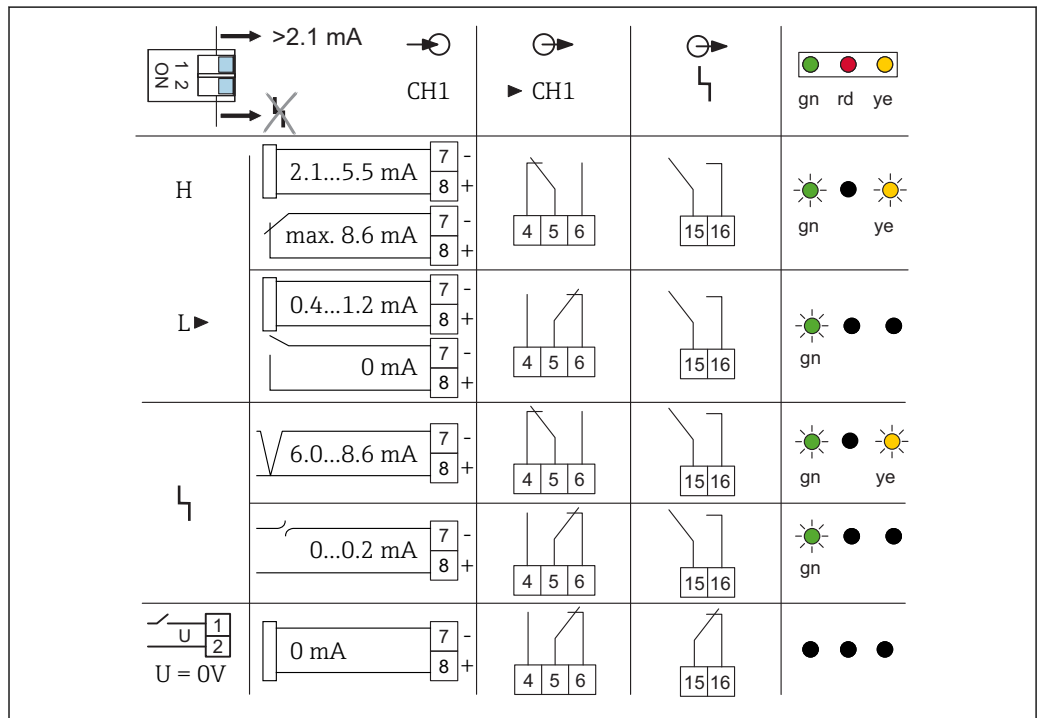 >2.1 mA
1 2
ON
CH1
► CH1
gn rd ye
H
2.1...5.5 mA
7 -
8 +
max. 8.6 mA
7 -
8 +
4 5 6
15 16
gn ye
L►
0.4...1.2 mA
7 -
8 +
0 mA
7 -
8 +
4 5 6
15 16
gn
6.0...8.6 mA
7 -
8 +
4 5 6
15 16
gn ye
0...0.2 mA
7 -
8 +
4 5 6
15 16
gn
U
1
2
U = 0V
0 mA
7 -
8 +
4 5 6
15 16